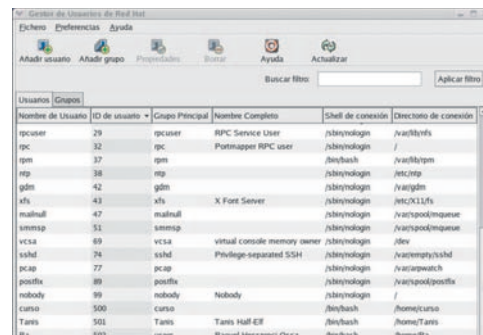 Gestor de Usuarios de Red Hat
Fichero Preferencias Ayuda
Añadir usuario Añadir grupo Propiedades Borrar Ayuda Actualizar
Buscar filtro: Aplicar filtro
Usuarios Grupos
Nombre de Usuario ID de usuario Grupo Principal Nombre Completo Shell de conexión Directorio de conexión
rpcuser 29 rpcuser RPC Service User /sbin/nologin /var/lib/nfs
rpc 32 rpc Portmapper RPC user /sbin/nologin /
rpm 37 rpm /bin/bash /var/lib/rpm
ntp 38 ntp /sbin/nologin /etc/ntp
gdm 42 gdm /sbin/nologin /var/gdm
xfs 43 xfs X Font Server /sbin/nologin /etc/X11/fs
mailnull 47 mailnull /sbin/nologin /var/spool/mqueue
smmsp 51 smmsp /sbin/nologin /var/spool/mqueue
vcsa 69 vcsa virtual console memory owner /sbin/nologin /dev
sshd 74 sshd Privilege-separated SSH /sbin/nologin /var/empty/sshd
pcap 77 pcap /sbin/nologin /var/arpwatch
postfix 89 postfix /sbin/nologin /var/spool/postfix
nobody 99 nobody Nobody /sbin/nologin /
curso 500 curso /bin/bash /home/curso
Tanis 501 Tanis Tanis Half-Elf /bin/bash /home/Tanis